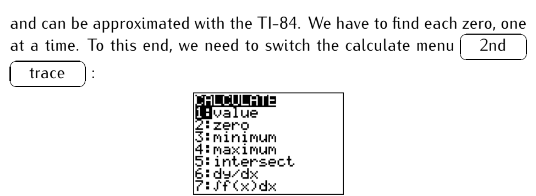 and can be approximated with the TI-84. We have to find each zero, one
at a time. To this end, we need to switch the calculate menu 2nd
trace :
CALCULATE
1:value
2:zero
3:minimum
4:maximum
5:intersect
6:dy/dx
7:∫f(x)dx